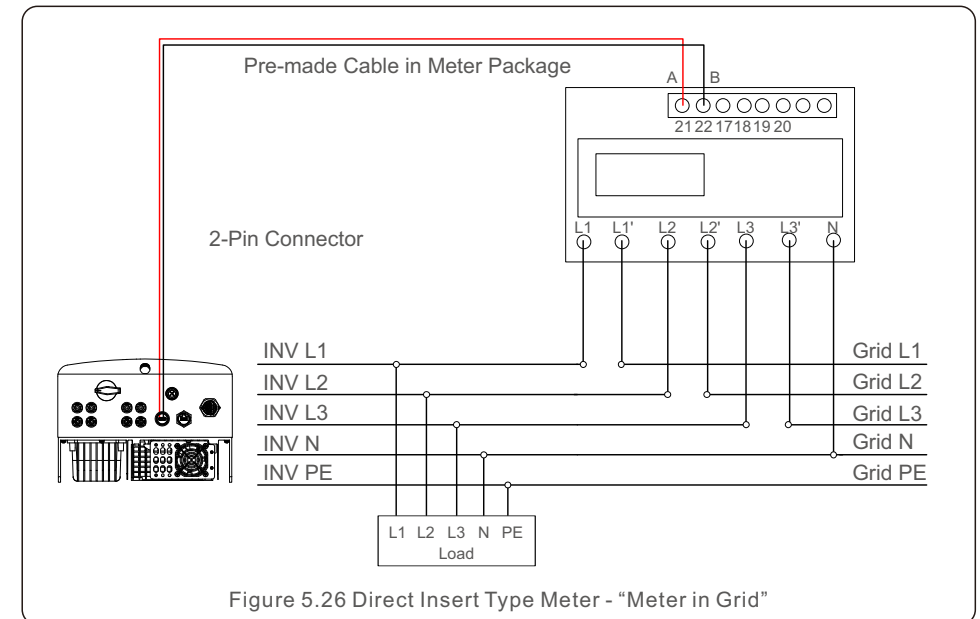 Pre-made Cable in Meter Package
A B
21 22 17 18 19 20
2-Pin Connector
L1 L1' L2 L2' L3 L3' N
INV L1 Grid L1
INV L2 Grid L2
INV L3 Grid L3
INV N Grid N
INV PE Grid PE
L1 L2 L3 N PE
Load
Figure 5.26 Direct Insert Type Meter - “Meter in Grid”